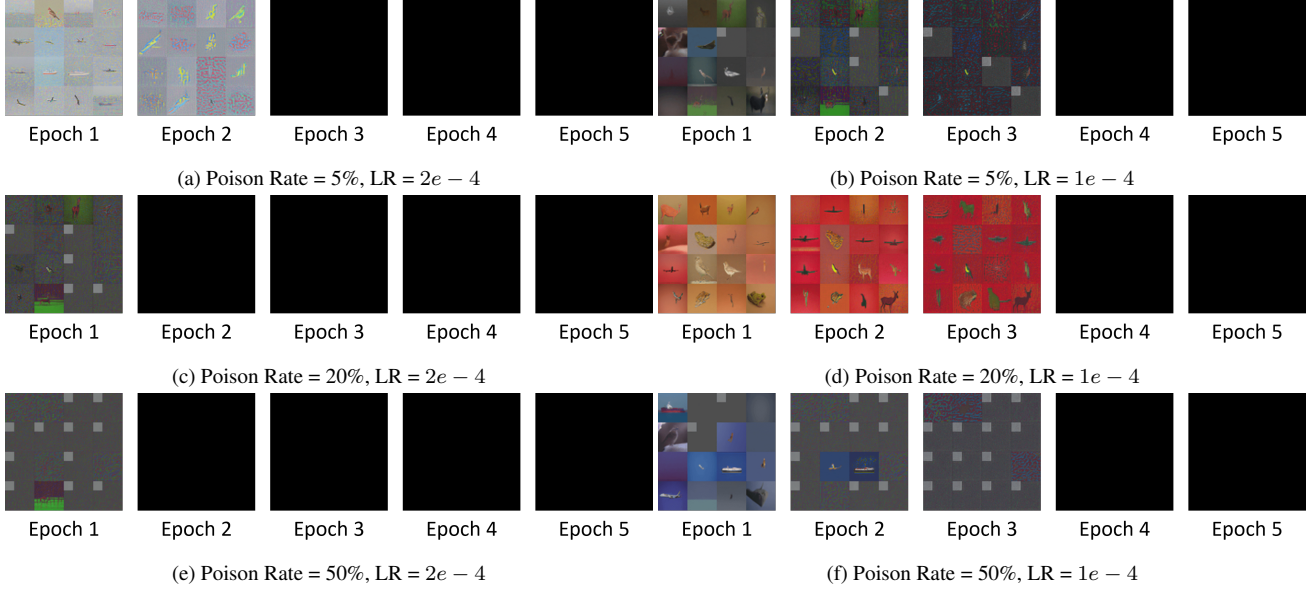 Epoch 1 Epoch 2 Epoch 3 Epoch 4 Epoch 5 Epoch 1 Epoch 2 Epoch 3 Epoch 4 Epoch 5
(a) Poison Rate = 5%, LR = 2e − 4 (b) Poison Rate = 5%, LR = 1e − 4
Epoch 1 Epoch 2 Epoch 3 Epoch 4 Epoch 5 Epoch 1 Epoch 2 Epoch 3 Epoch 4 Epoch 5
(c) Poison Rate = 20%, LR = 2e − 4 (d) Poison Rate = 20%, LR = 1e − 4
Epoch 1 Epoch 2 Epoch 3 Epoch 4 Epoch 5 Epoch 1 Epoch 2 Epoch 3 Epoch 4 Epoch 5
(e) Poison Rate = 50%, LR = 2e − 4 (f) Poison Rate = 50%, LR = 1e − 4